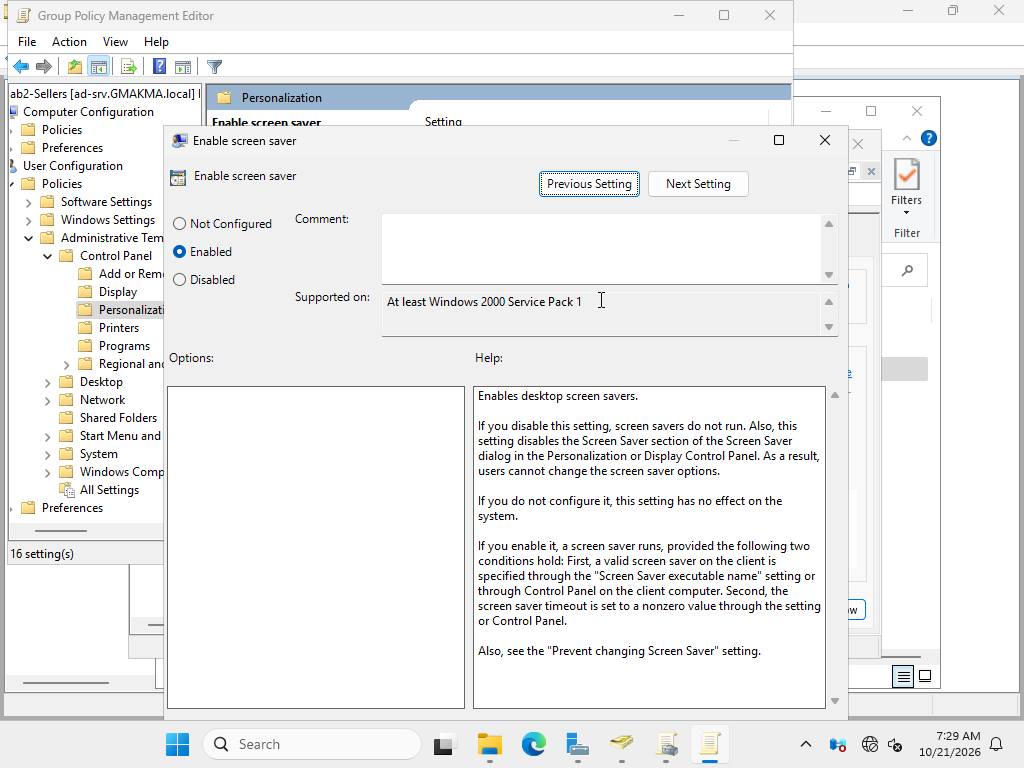 Group Policy Management Editor
File Action View Help
ab2-Sellers [ad-srv.GMAKMA.local]
Computer Configuration
Policies
Preferences
User Configuration
Policies
Software Settings
Windows Settings
Administrative Tem
Control Panel
Add or Rem
Display
Personalizati
Printers
Programs
Regional and
Desktop
Network
Shared Folders
Start Menu and
System
Windows Comp
All Settings
Preferences
16 setting(s)
Personalization
Enable screen saver
Setting
Enable screen saver
Enable screen saver
Previous Setting
Next Setting
Not Configured
Enabled
Disabled
Comment:
Supported on:
At least Windows 2000 Service Pack 1
Options:
Help:
Enables desktop screen savers.
If you disable this setting, screen savers do not run. Also, this
setting disables the Screen Saver section of the Screen Saver
dialog in the Personalization or Display Control Panel. As a result,
users cannot change the screen saver options.
If you do not configure it, this setting has no effect on the
system.
If you enable it, a screen saver runs, provided the following two
conditions hold: First, a valid screen saver on the client is
specified through the "Screen Saver executable name" setting or
through Control Panel on the client computer. Second, the
screen saver timeout is set to a nonzero value through the setting
or Control Panel.
Also, see the "Prevent changing Screen Saver" setting.
Filters
Filter
Search
7:29 AM
10/21/2026